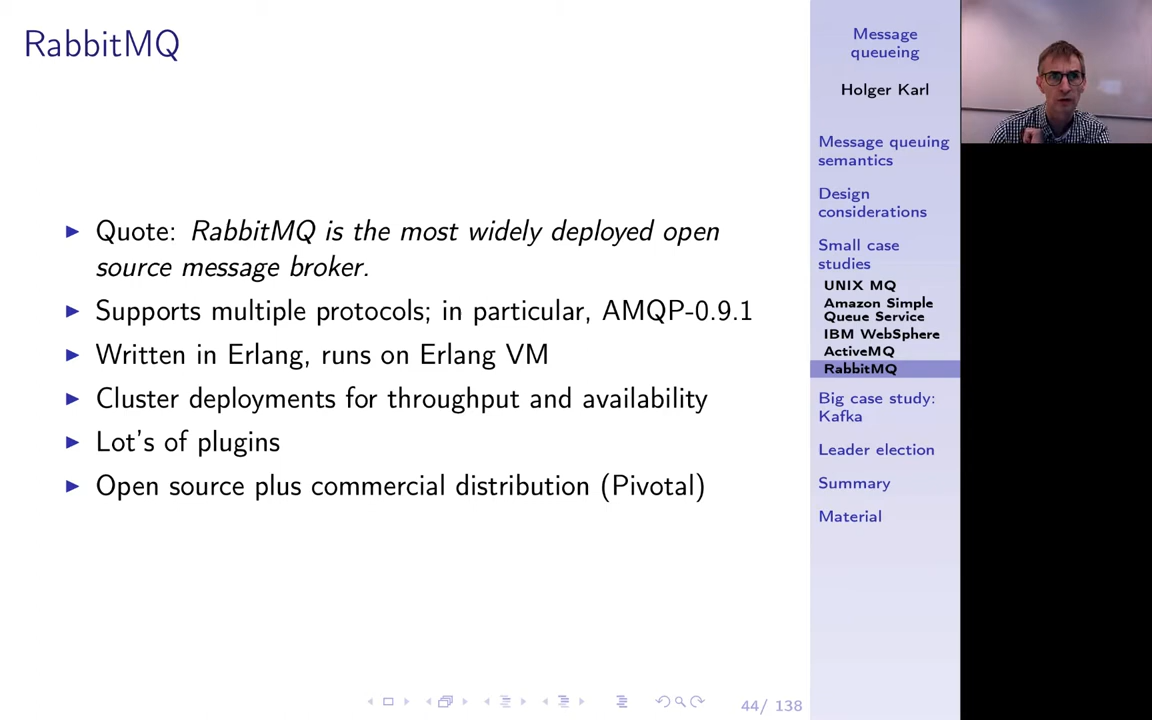 RabbitMQ
Quote: RabbitMQ is the most widely deployed open
source message broker.
Supports multiple protocols; in particular, AMQP-0.9.1
Written in Erlang, runs on Erlang VM
Cluster deployments for throughput and availability
Lot's of plugins
Open source plus commercial distribution (Pivotal)
Message
queueing
Holger Karl
Message queuing
semantics
Design
considerations
Small case
studies
UNIX MQ
Amazon Simple
Queue Service
IBM WebSphere
ActiveMQ
RabbitMQ
Big case study:
Kafka
Leader election
Summary
Material
44/ 138